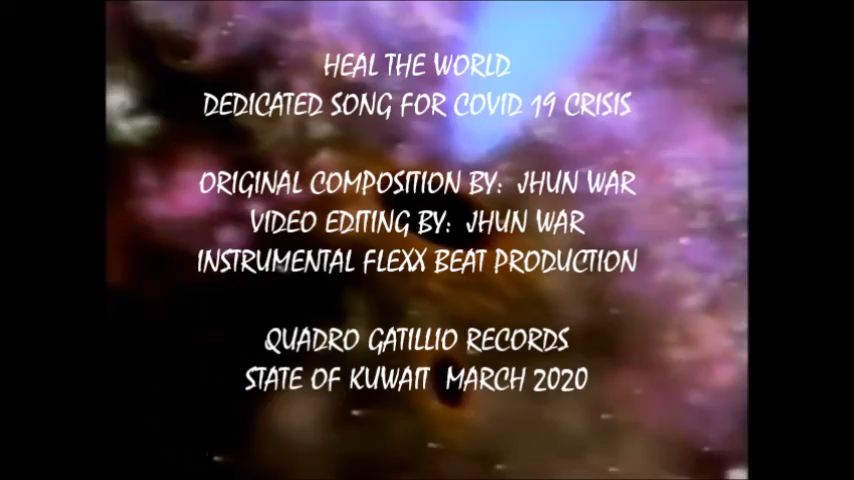 HEAL THE WORLD
DEDICATED SONG FOR COVID 19 CRISIS
ORIGINAL COMPOSITION BY: JHUN WAR
VIDEO EDITING BY: JHUN WAR
INSTRUMENTAL FLEXX BEAT PRODUCTION
QUADRO GATILLIO RECORDS
STATE OF KUWAIT MARCH 2020